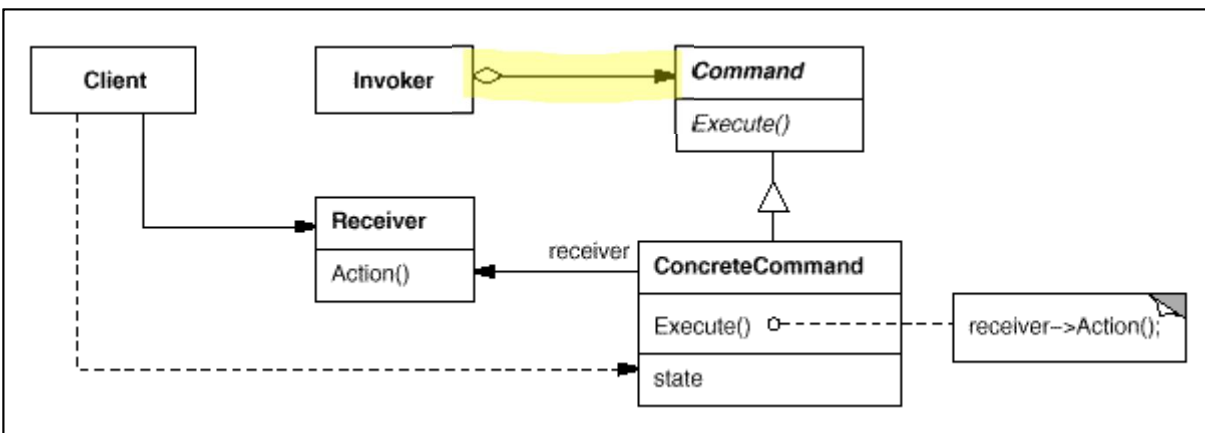 Client
Invoker
Command
Execute()
Receiver
Action()
receiver
ConcreteCommand
Execute()
state
receiver–>Action();